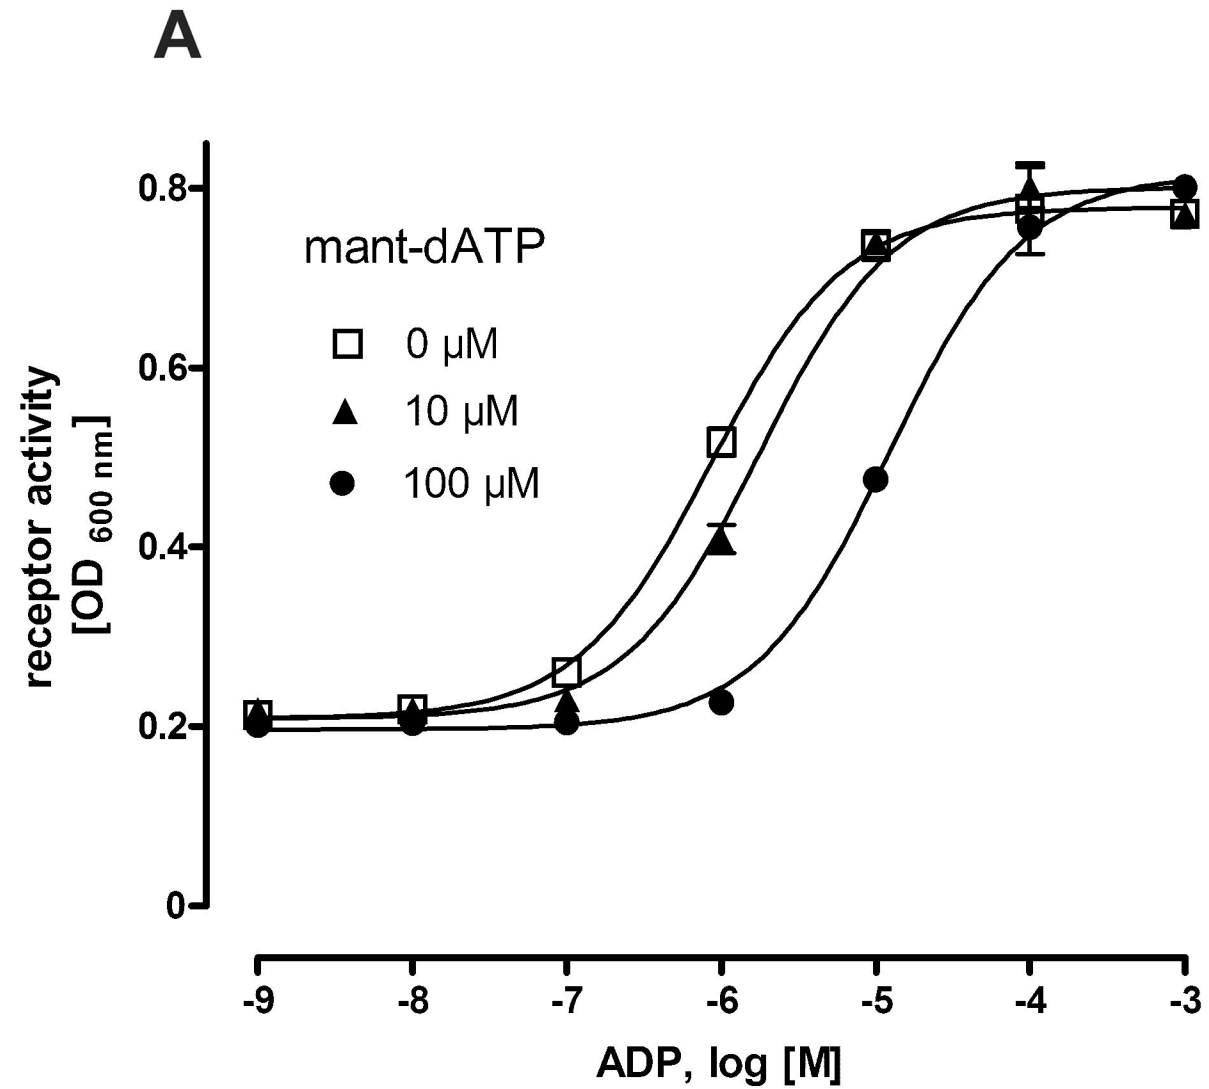 A
0.8
0.6
0.4
0.2
0
receptor activity
[OD 600 nm]
mant-dATP
0 µM
10 µM
100 µM
-9 -8 -7 -6 -5 -4 -3
ADP, log [M]